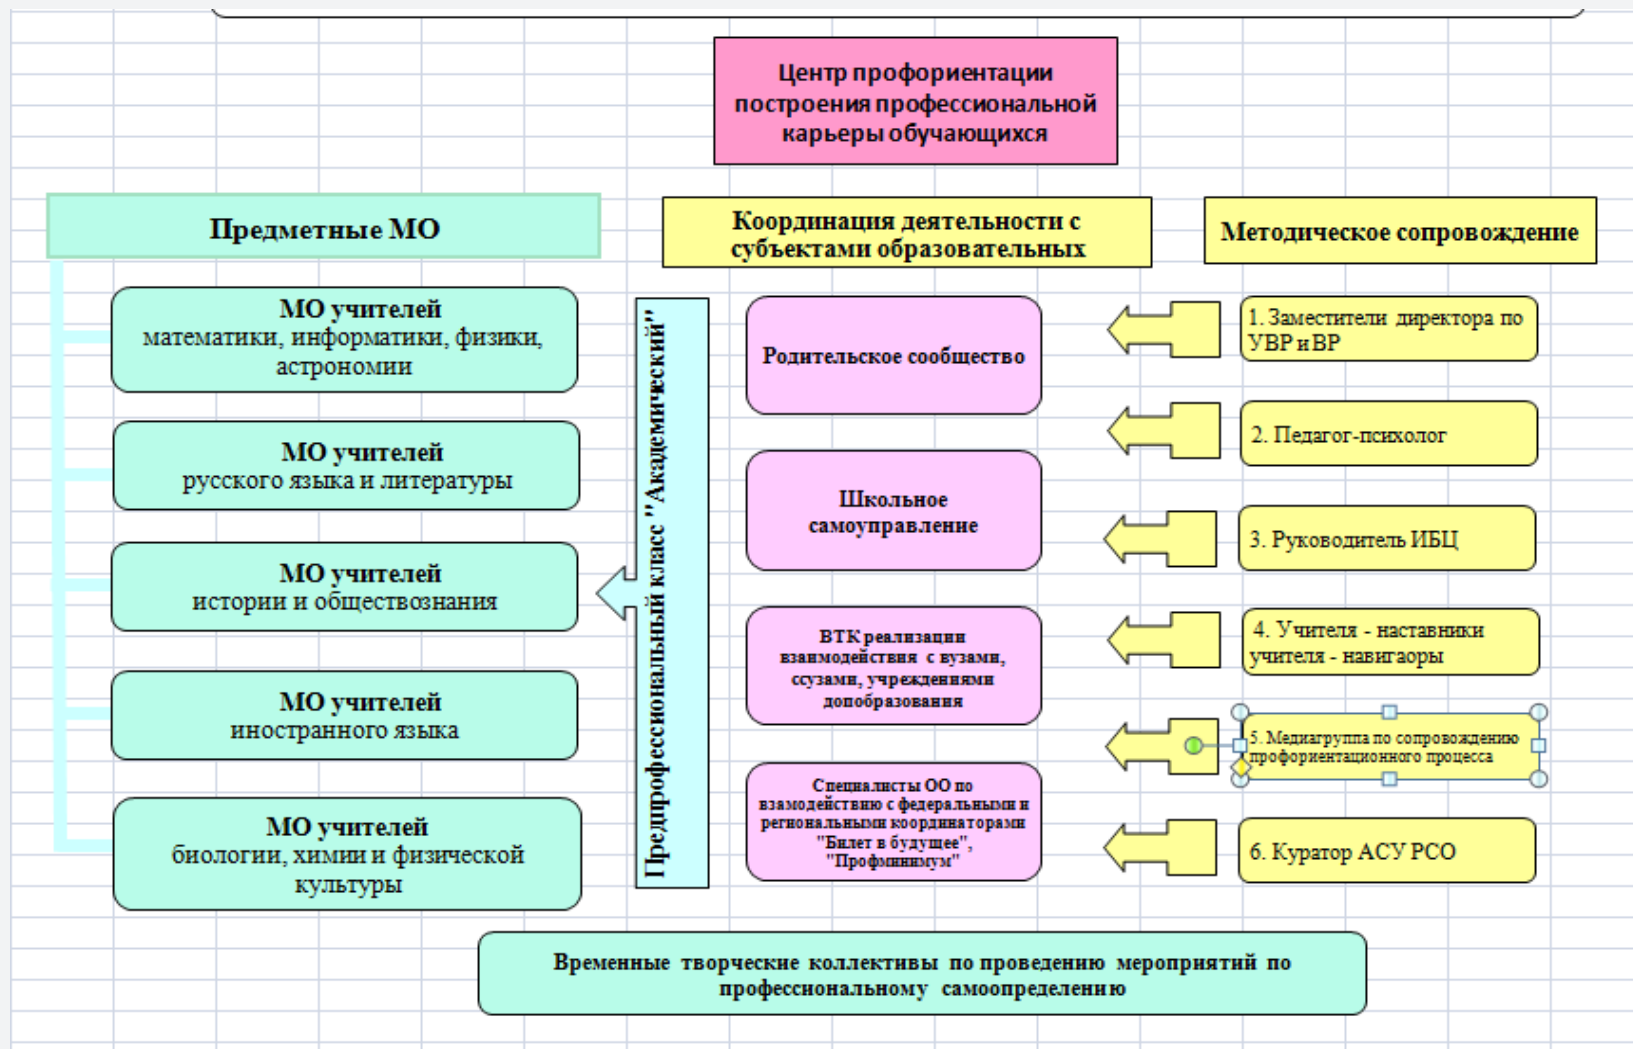 Центр профориентации
построения профессиональной
карьеры обучающихся
Предметные МО
Координация деятельности с
субъектами образовательных
Методическое сопровождение
МО учителей
математики, информатики, физики,
астрономии
МО учителей
русского языка и литературы
МО учителей
истории и обществознания
МО учителей
иностранного языка
МО учителей
биологии, химии и физической
культуры
Предпрофессиональный класс "Академический"
Родительское сообщество
Школьное
самоуправление
ВТК реализации
взаимодействия с вузами,
ссузами, учреждениями
допобразования
Специалисты ОО по
взамодействию с федеральными и
региональными координаторами
"Билет в будущее",
"Профминимум"
1. Заместители директора по
УВР и ВР
2. Педагог-психолог
3. Руководитель ИБЦ
4. Учителя - наставники
учителя - навигаоры
5. Медиагруппа по сопровождению
профориентационного процесса
6. Куратор АСУ РСО
Временные творческие коллективы по проведению мероприятий по
профессиональному самоопределению